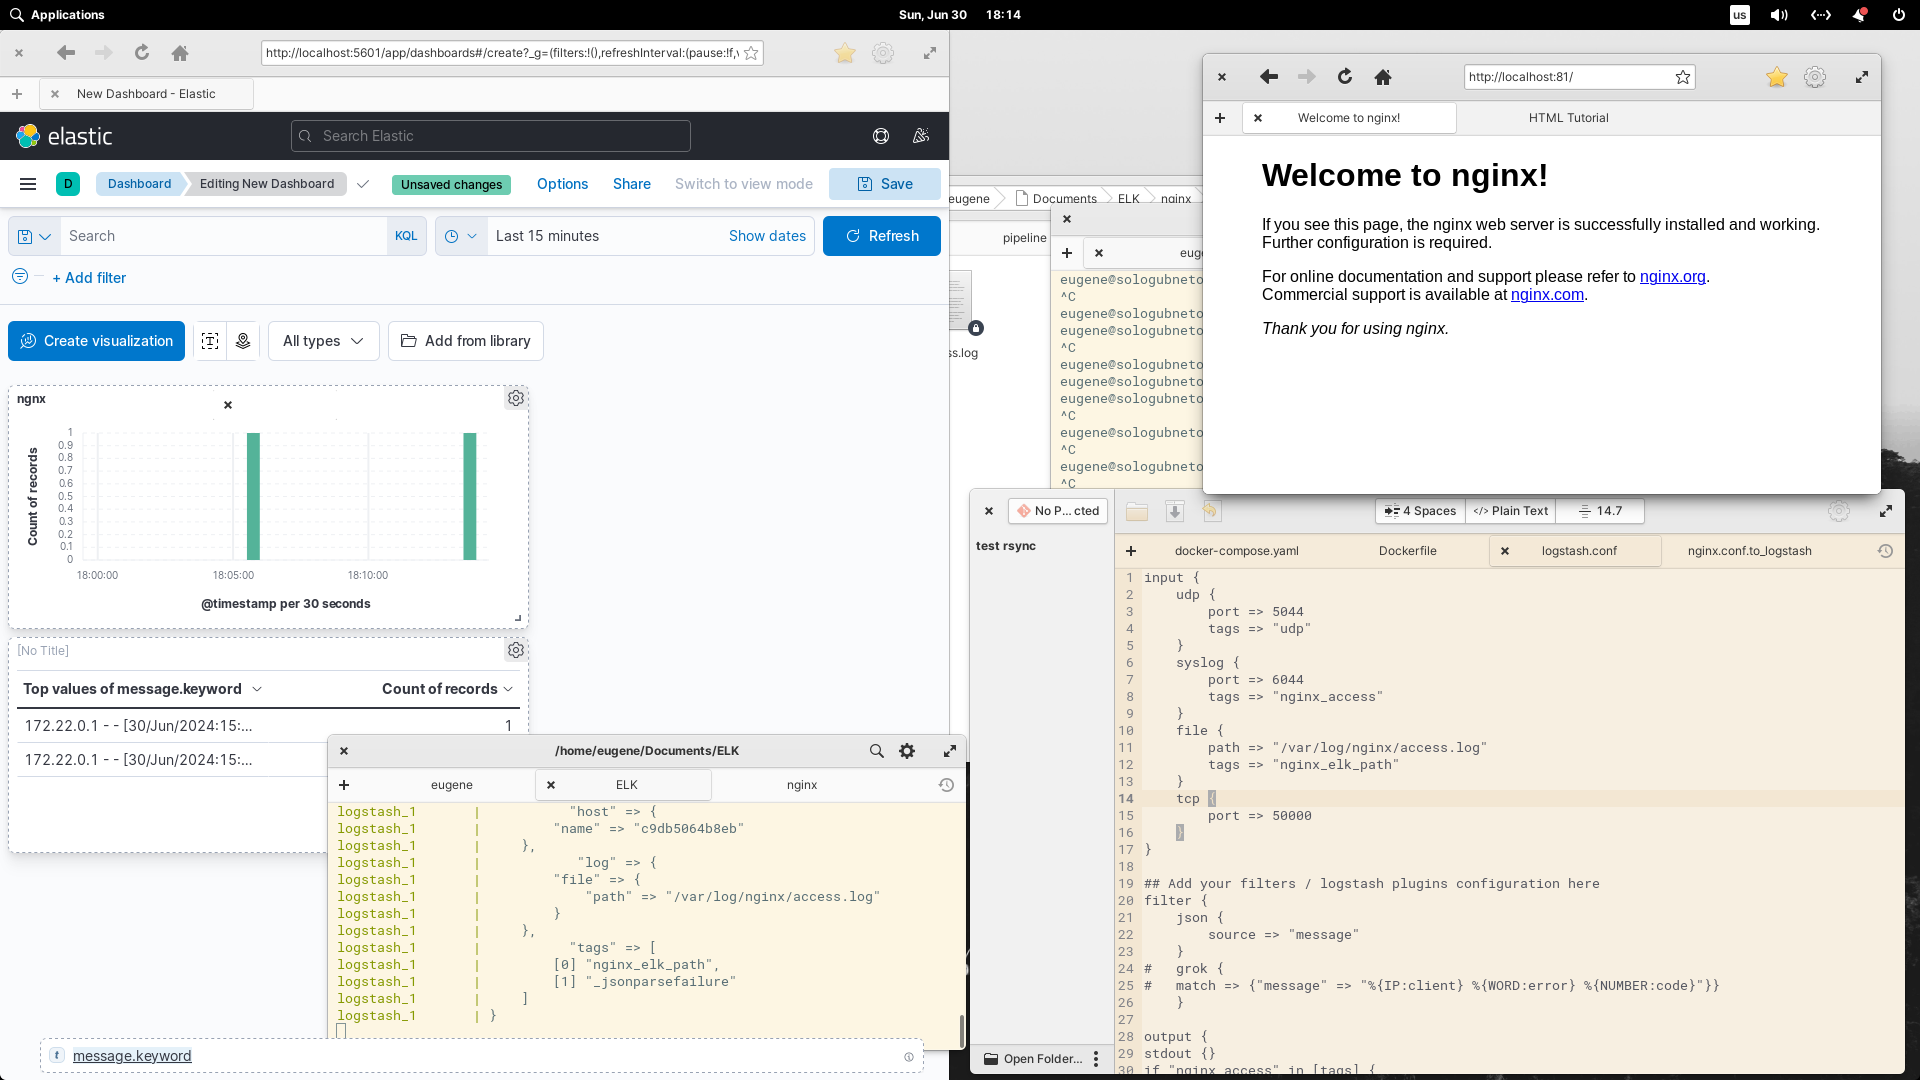 Applications
Sun, Jun 30 18:14
us
http://localhost:5601/app/dashboards#/create?_g=(filters:!(),refreshInterval:(pause:!f,
New Dashboard - Elastic
elastic
Search Elastic
D
Dashboard
Editing New Dashboard
Unsaved changes
Options
Share
Switch to view mode
Save
Search
KQL
Last 15 minutes
Show dates
Refresh
+ Add filter
Create visualization
All types
Add from library
ngnx
Count of records
1
0.9
0.8
0.7
0.6
0.5
0.4
0.3
0.2
0.1
0
18:00:00
18:05:00
18:10:00
@timestamp per 30 seconds
[No Title]
Top values of message.keyword
Count of records
172.22.0.1 - - [30/Jun/2024:15:...
1
172.22.0.1 - - [30/Jun/2024:15:...
t
message.keyword
/home/eugene/Documents/ELK
eugene
ELK
nginx
logstash_1 | "host" => {
logstash_1 | "name" => "c9db5064b8eb"
logstash_1 | },
logstash_1 | "log" => {
logstash_1 | "file" => {
logstash_1 | "path" => "/var/log/nginx/access.log"
logstash_1 | }
logstash_1 | },
logstash_1 | "tags" => [
logstash_1 | [0] "nginx_elk_path",
logstash_1 | [1] "_jsonparsefailure"
logstash_1 | ]
logstash_1 | }
eugene
Documents
ELK
nginx
pipeline
ss.log
eug
eugene@sologubneto
^C
eugene@sologubneto
eugene@sologubneto
^C
eugene@sologubneto
eugene@sologubneto
eugene@sologubneto
^C
eugene@sologubneto
^C
eugene@sologubneto
^C
http://localhost:81/
Welcome to nginx!
HTML Tutorial
Welcome to nginx!
If you see this page, the nginx web server is successfully installed and working.
Further configuration is required.
For online documentation and support please refer to nginx.org.
Commercial support is available at nginx.com.
Thank you for using nginx.
No P... cted
4 Spaces
</> Plain Text
14.7
test rsync
docker-compose.yaml
Dockerfile
logstash.conf
nginx.conf.to_logstash
1 input {
2 udp {
3 port => 5044
4 tags => "udp"
5 }
6 syslog {
7 port => 6044
8 tags => "nginx_access"
9 }
10 file {
11 path => "/var/log/nginx/access.log"
12 tags => "nginx_elk_path"
13 }
14 tcp {
15 port => 50000
16 }
17 }
18
19 ## Add your filters / logstash plugins configuration here
20 filter {
21 json {
22 source => "message"
23 }
24 # grok {
25 # match => {"message" => "%{IP:client} %{WORD:error} %{NUMBER:code}"}}
26 }
27
28 output {
29 stdout {}
30 if "nginx_access" in [tags] {
Open Folder...